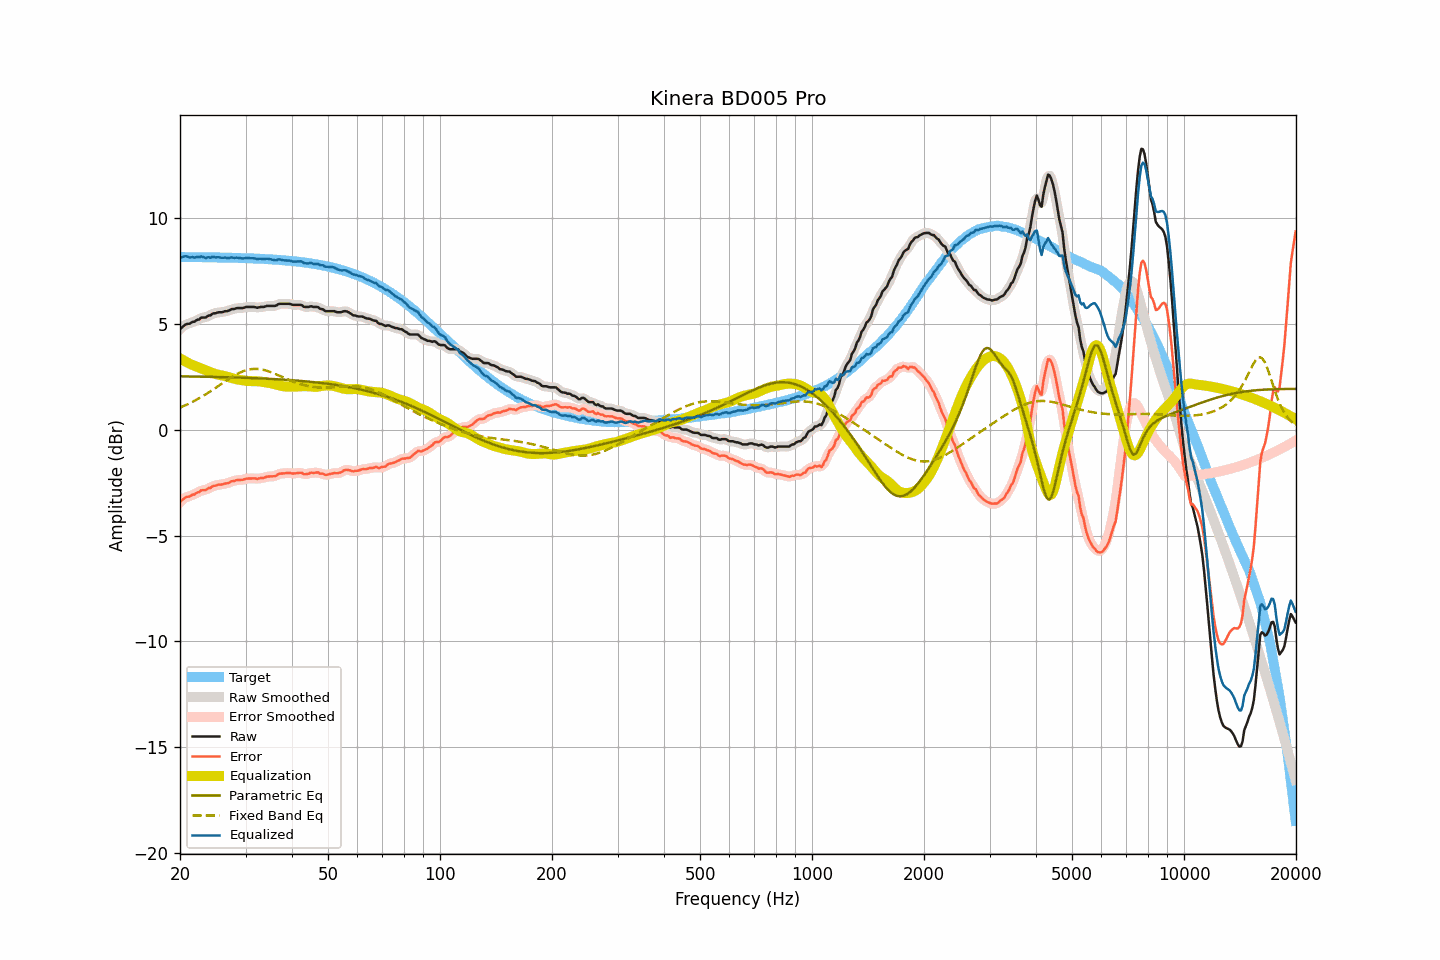 Kinera BD005 Pro
Amplitude (dBr)
10
5
0
−5
−10
−15
−20
Target
Raw Smoothed
Error Smoothed
Raw
Error
Equalization
Parametric Eq
Fixed Band Eq
Equalized
20 50 100 200 500 1000 2000 5000 10000 20000
Frequency (Hz)